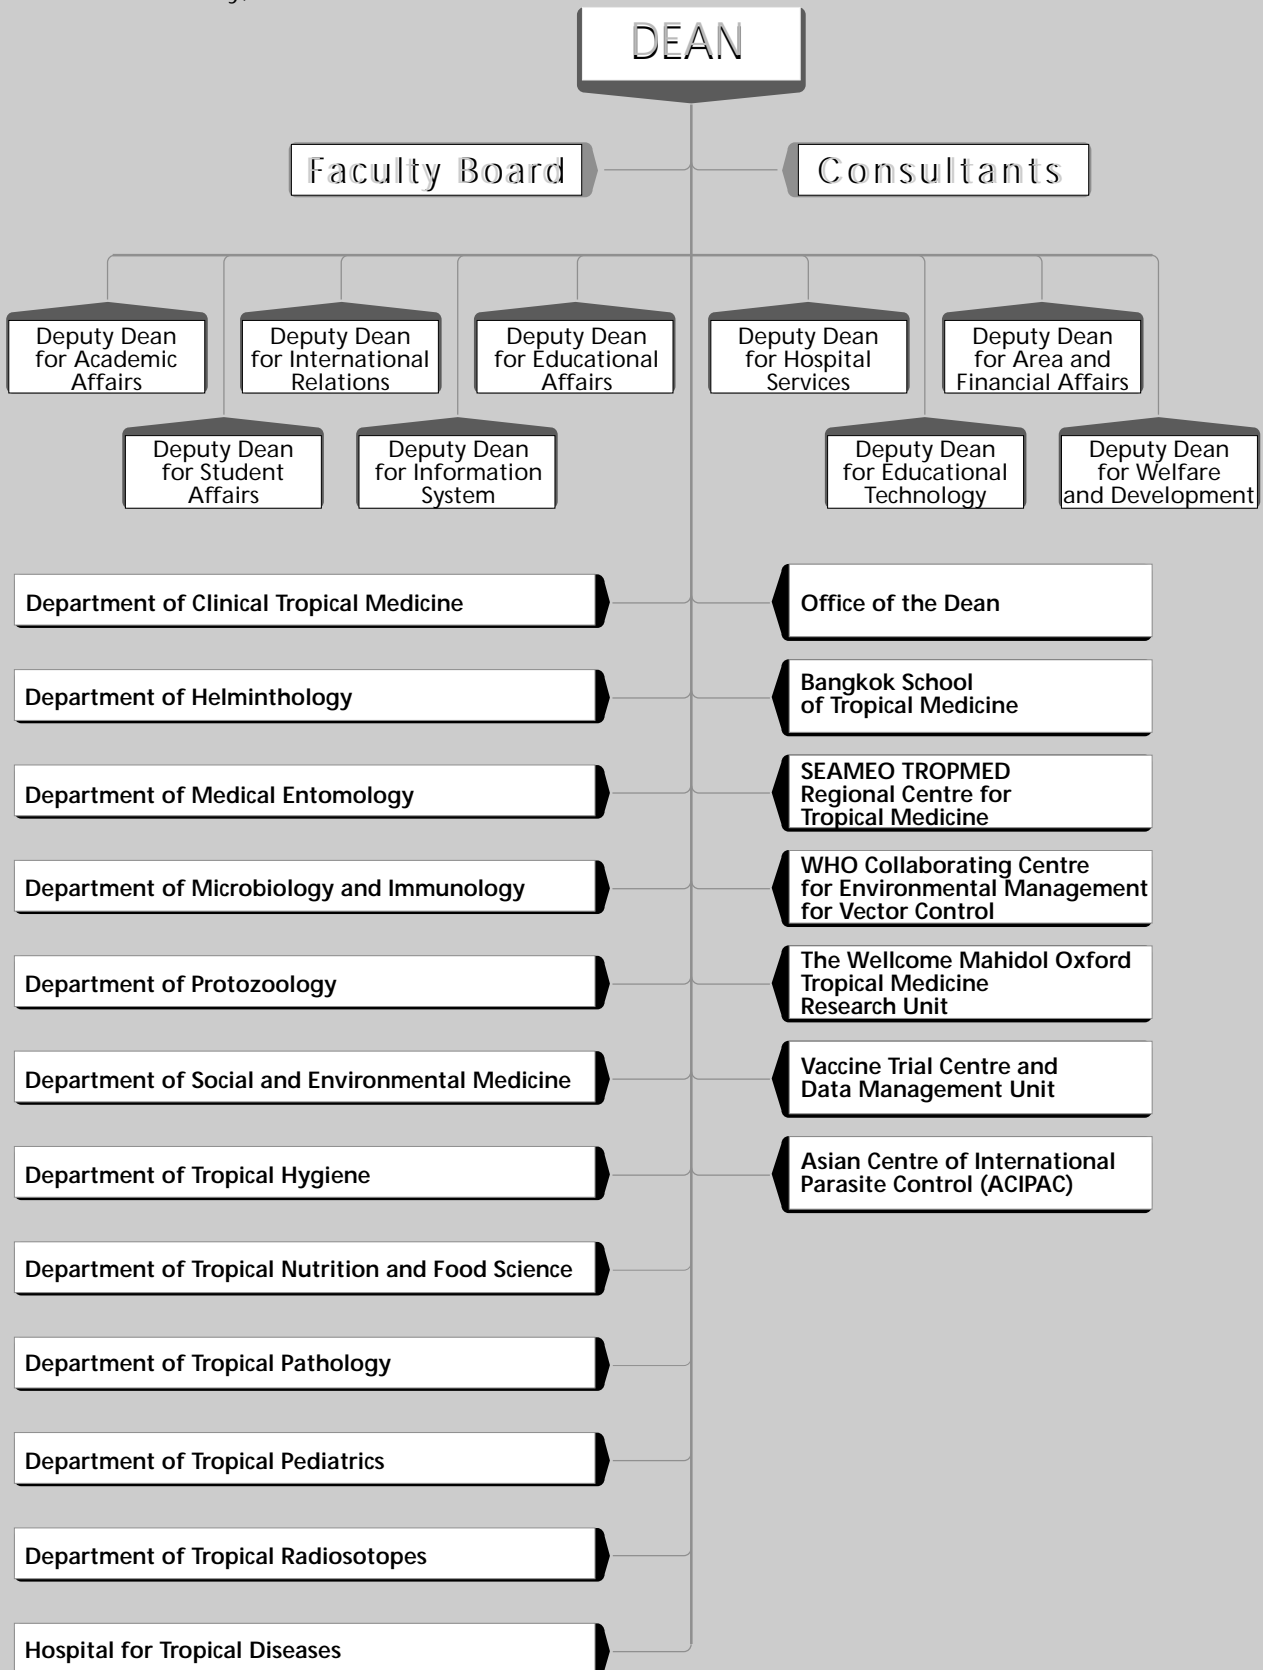 DEAN
Faculty Board
Consultants
Deputy Dean
for Academic
Affairs
Deputy Dean
for International
Relations
Deputy Dean
for Educational
Affairs
Deputy Dean
for Hospital
Services
Deputy Dean
for Area and
Financial Affairs
Deputy Dean
for Student
Affairs
Deputy Dean
for Information
System
Deputy Dean
for Educational
Technology
Deputy Dean
for Welfare
and Development
Department of Clinical Tropical Medicine
Department of Helminthology
Department of Medical Entomology
Department of Microbiology and Immunology
Department of Protozoology
Department of Social and Environmental Medicine
Department of Tropical Hygiene
Department of Tropical Nutrition and Food Science
Department of Tropical Pathology
Department of Tropical Pediatrics
Department of Tropical Radiosotopes
Hospital for Tropical Diseases
Office of the Dean
Bangkok School
of Tropical Medicine
SEAMEO TROPMED
Regional Centre for
Tropical Medicine
WHO Collaborating Centre
for Environmental Management
for Vector Control
The Wellcome Mahidol Oxford
Tropical Medicine
Research Unit
Vaccine Trial Centre and
Data Management Unit
Asian Centre of International
Parasite Control (ACIPAC)